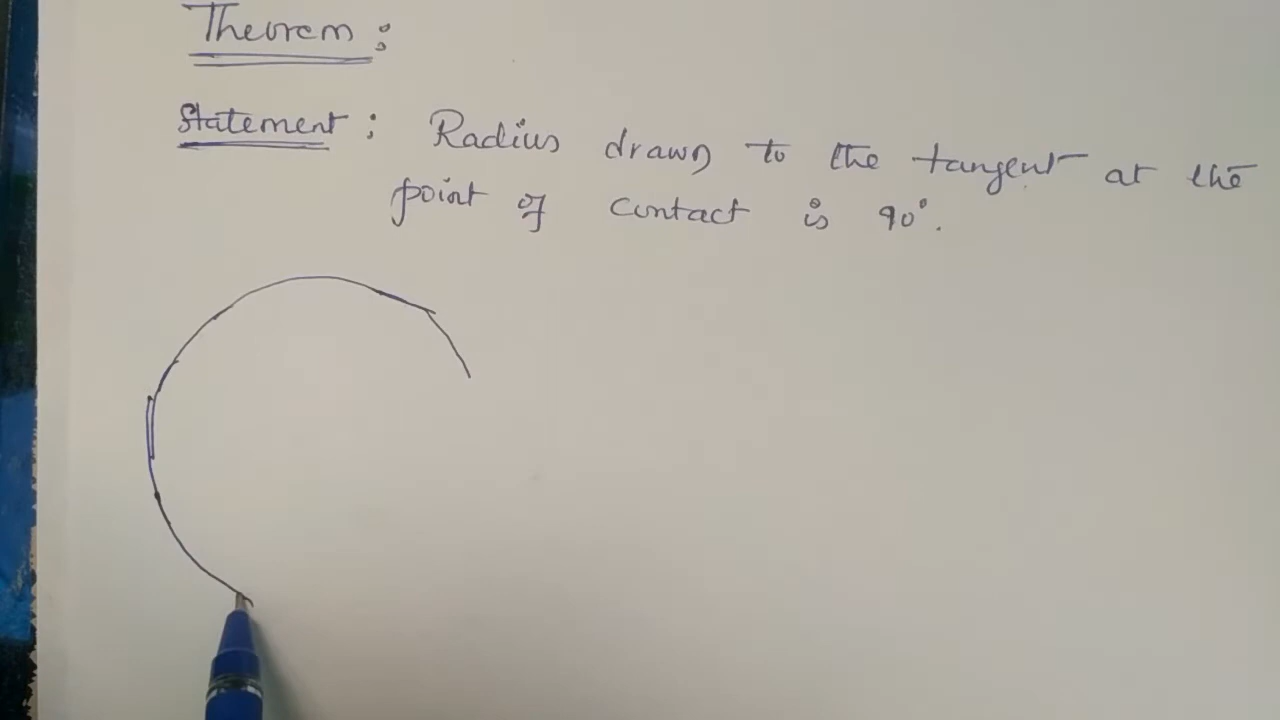 Theorem :
Statement : Radius drawn to the tangent at the
point of contact is 90°.